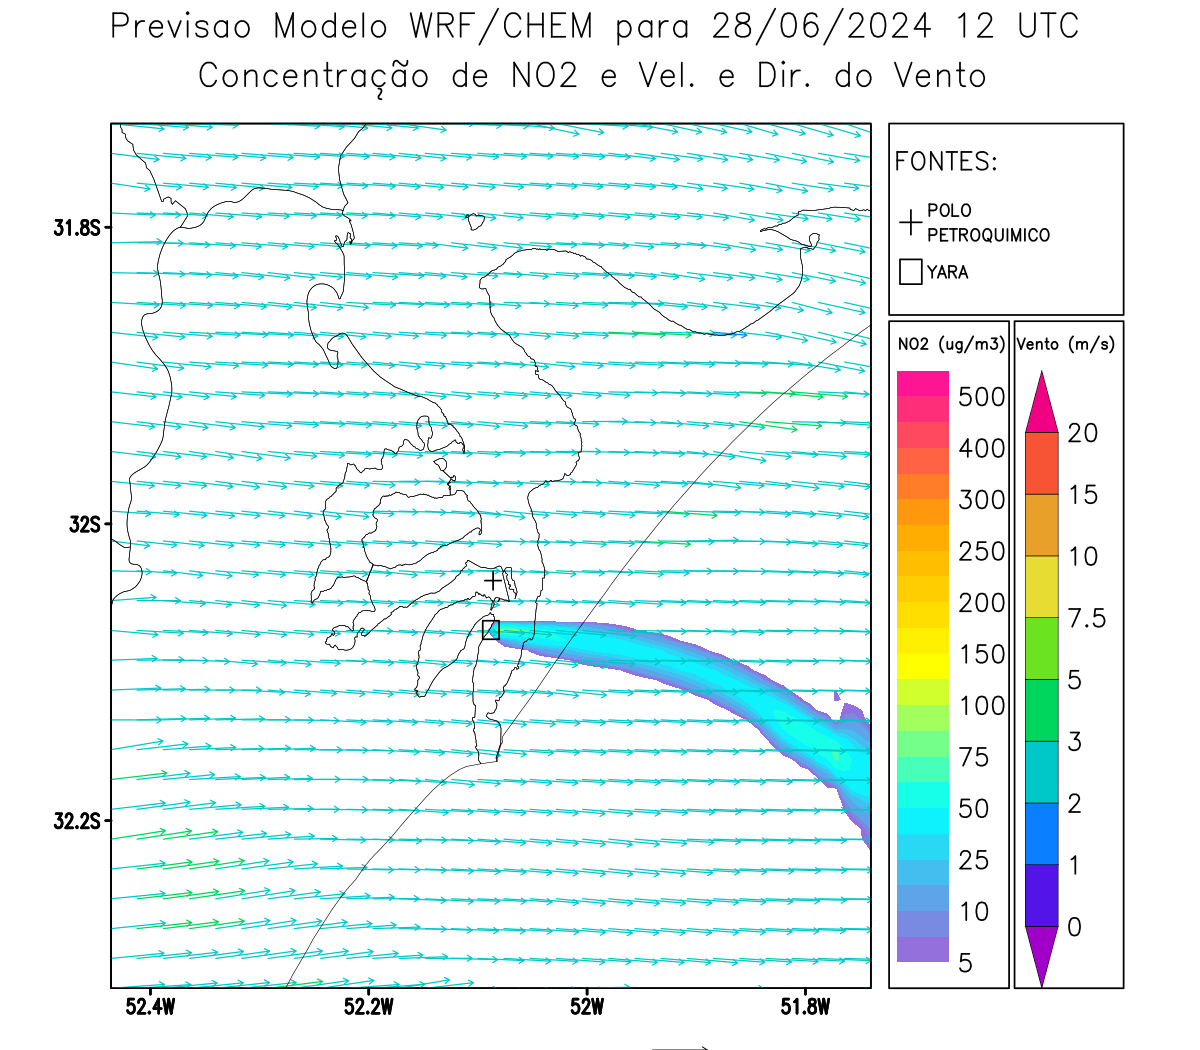 Previsao Modelo WRF/CHEM para 28/06/2024 12 UTC
Concentração de NO2 e Vel. e Dir. do Vento
FONTES:
POLO
PETROQUIMICO
YARA
31.8S
32S
32.2S
52.4W
52.2W
52W
51.8W
NO2 (ug/m3)
500
400
300
250
200
150
100
75
50
25
10
5
Vento (m/s)
20
15
10
7.5
5
3
2
1
0